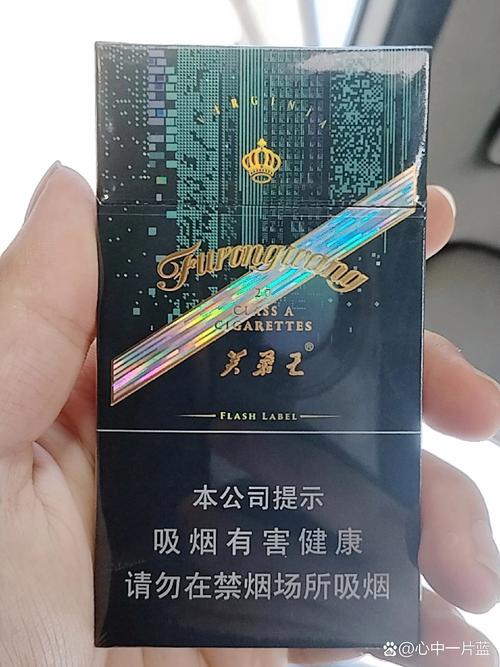 VIRGINIA
Furongwang
20
CLASS A
CIGARETTES
芙蓉王®
FLASH LABEL
本公司提示
吸烟有害健康
请勿在禁烟场所吸烟
@心中一片蓝